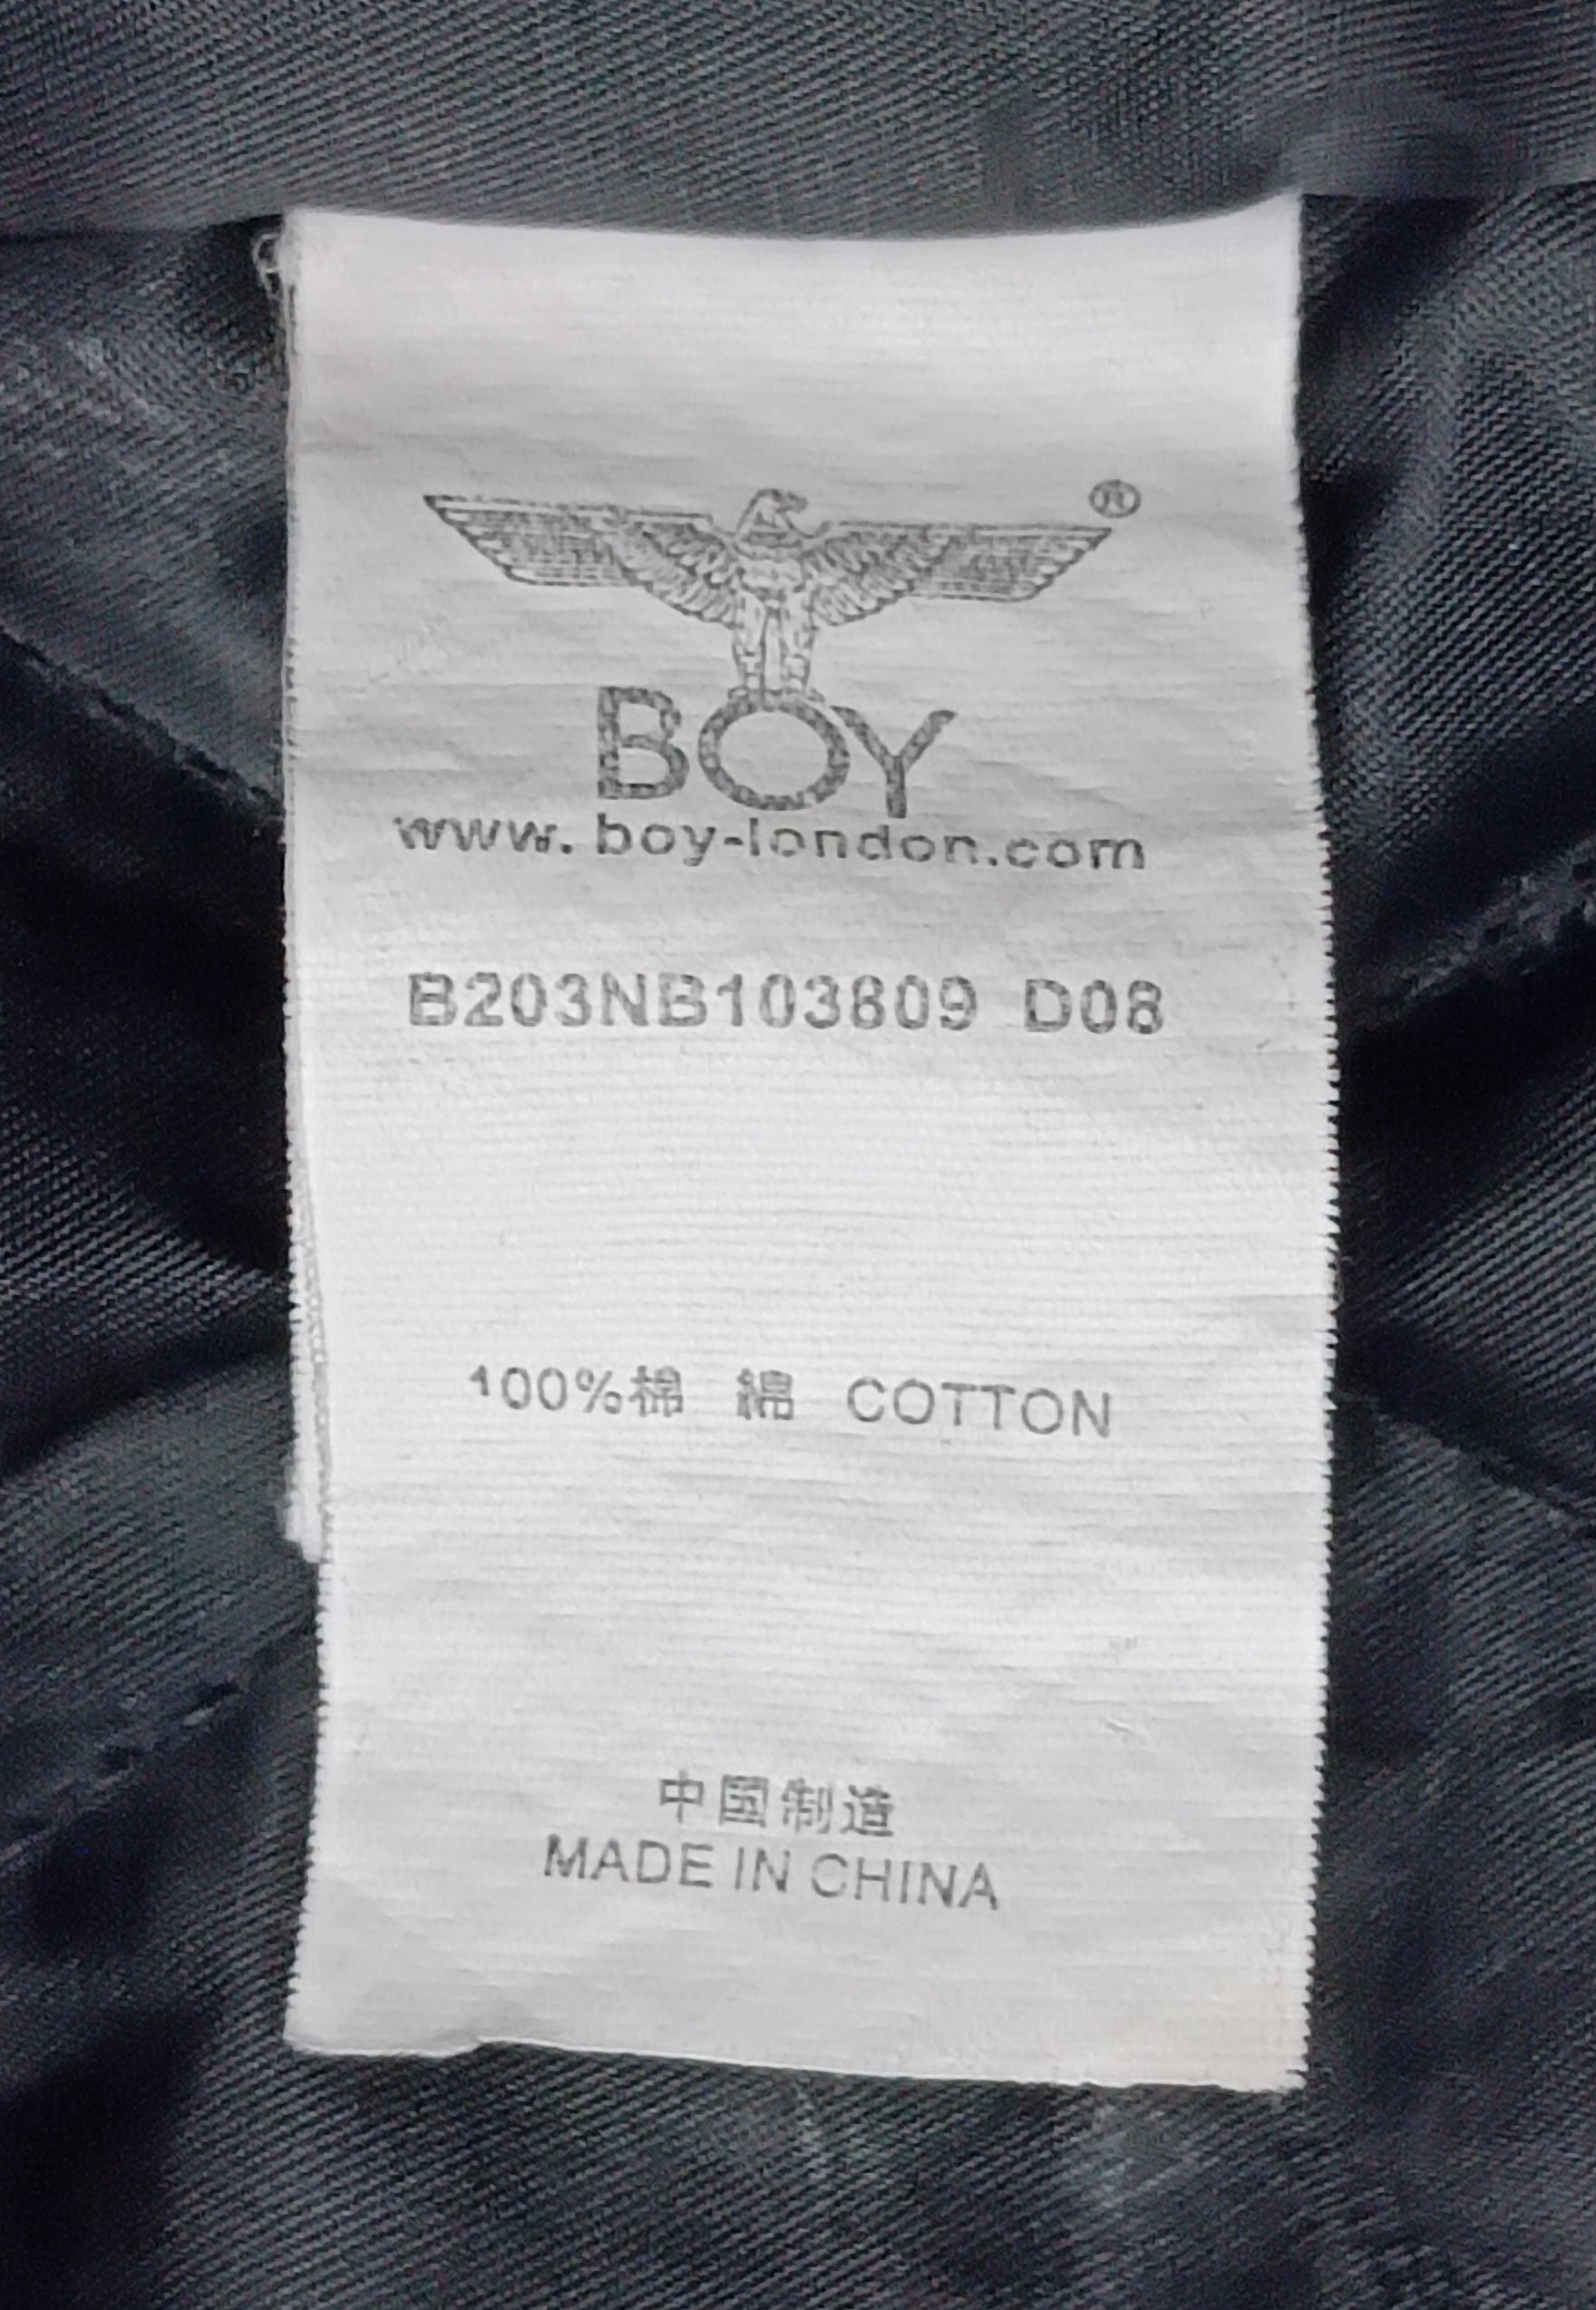 ®
BOY
www.boy-london.com
B203NB103809 D08
100%棉 綿 COTTON
中国制造
MADE IN CHINA